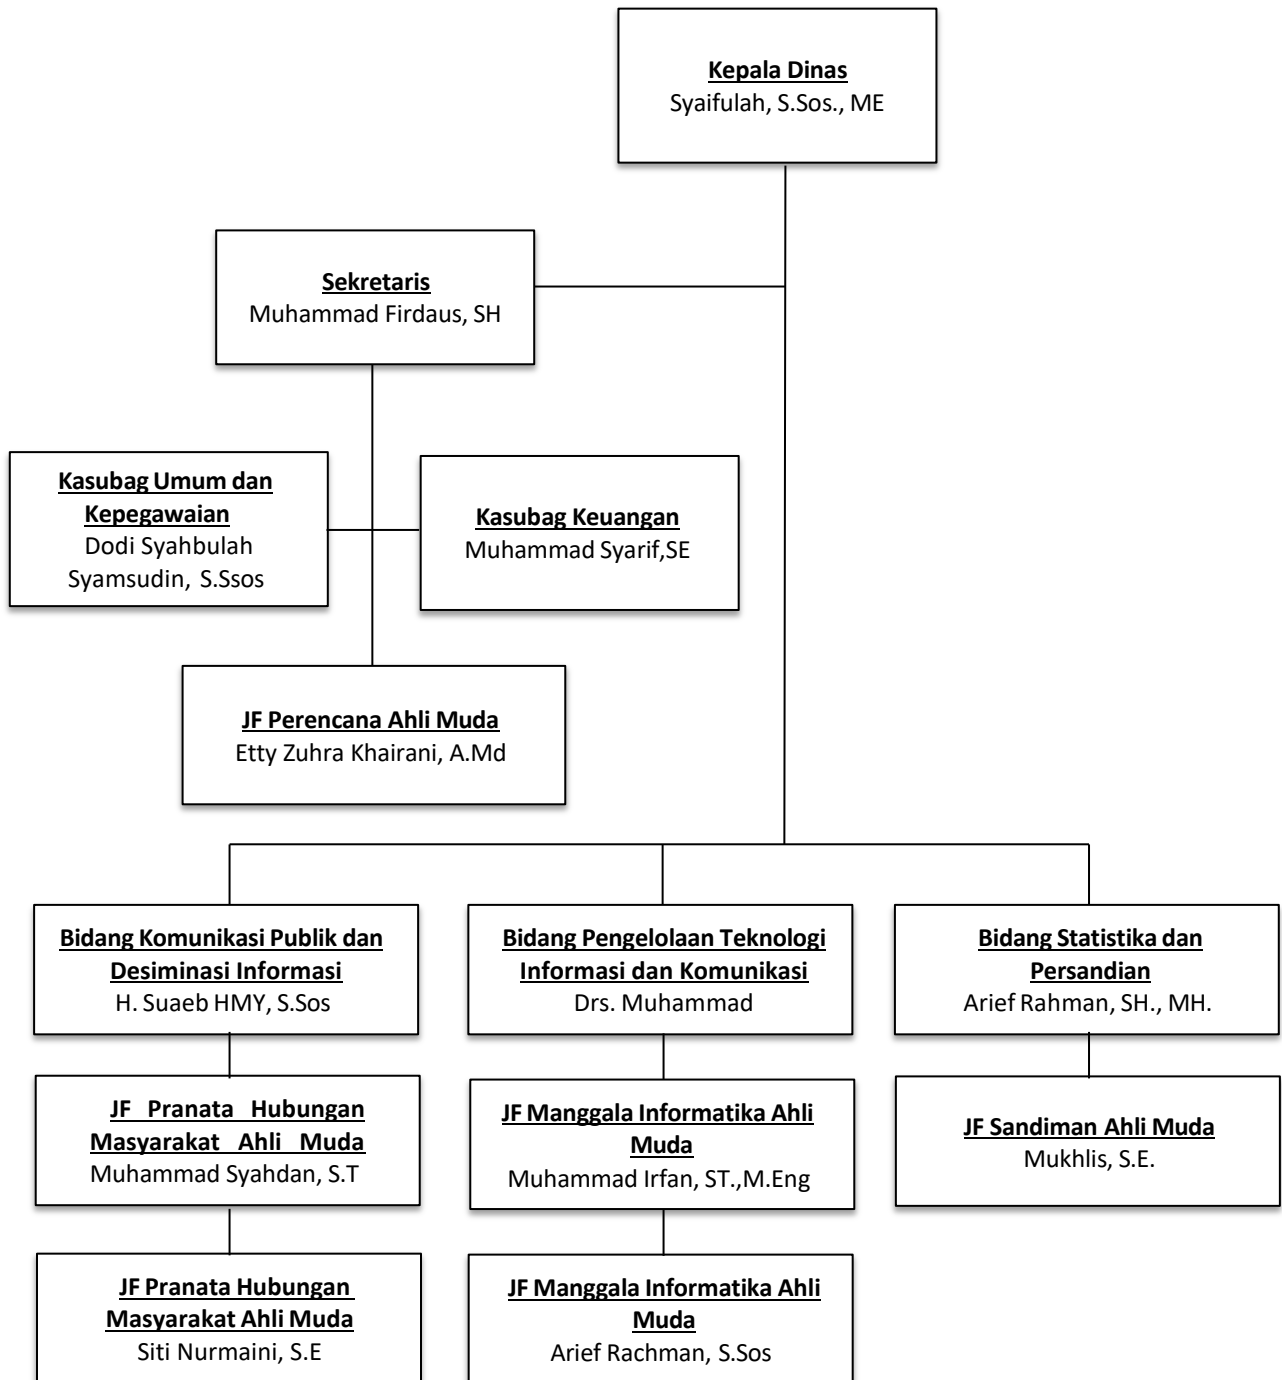 Kepala Dinas
Syaifulah, S.Sos., ME
Sekretaris
Muhammad Firdaus, SH
Kasubag Umum dan
Kepegawaian
Dodi Syahbulah
Syamsudin, S.Ssos
Kasubag Keuangan
Muhammad Syarif,SE
JF Perencana Ahli Muda
Etty Zuhra Khairani, A.Md
Bidang Komunikasi Publik dan
Desiminasi Informasi
H. Suaeb HMY, S.Sos
Bidang Pengelolaan Teknologi
Informasi dan Komunikasi
Drs. Muhammad
Bidang Statistika dan
Persandian
Arief Rahman, SH., MH.
JF Pranata Hubungan
Masyarakat Ahli Muda
Muhammad Syahdan, S.T
JF Manggala Informatika Ahli
Muda
Muhammad Irfan, ST.,M.Eng
JF Sandiman Ahli Muda
Mukhlis, S.E.
JF Pranata Hubungan
Masyarakat Ahli Muda
Siti Nurmaini, S.E
JF Manggala Informatika Ahli
Muda
Arief Rachman, S.Sos